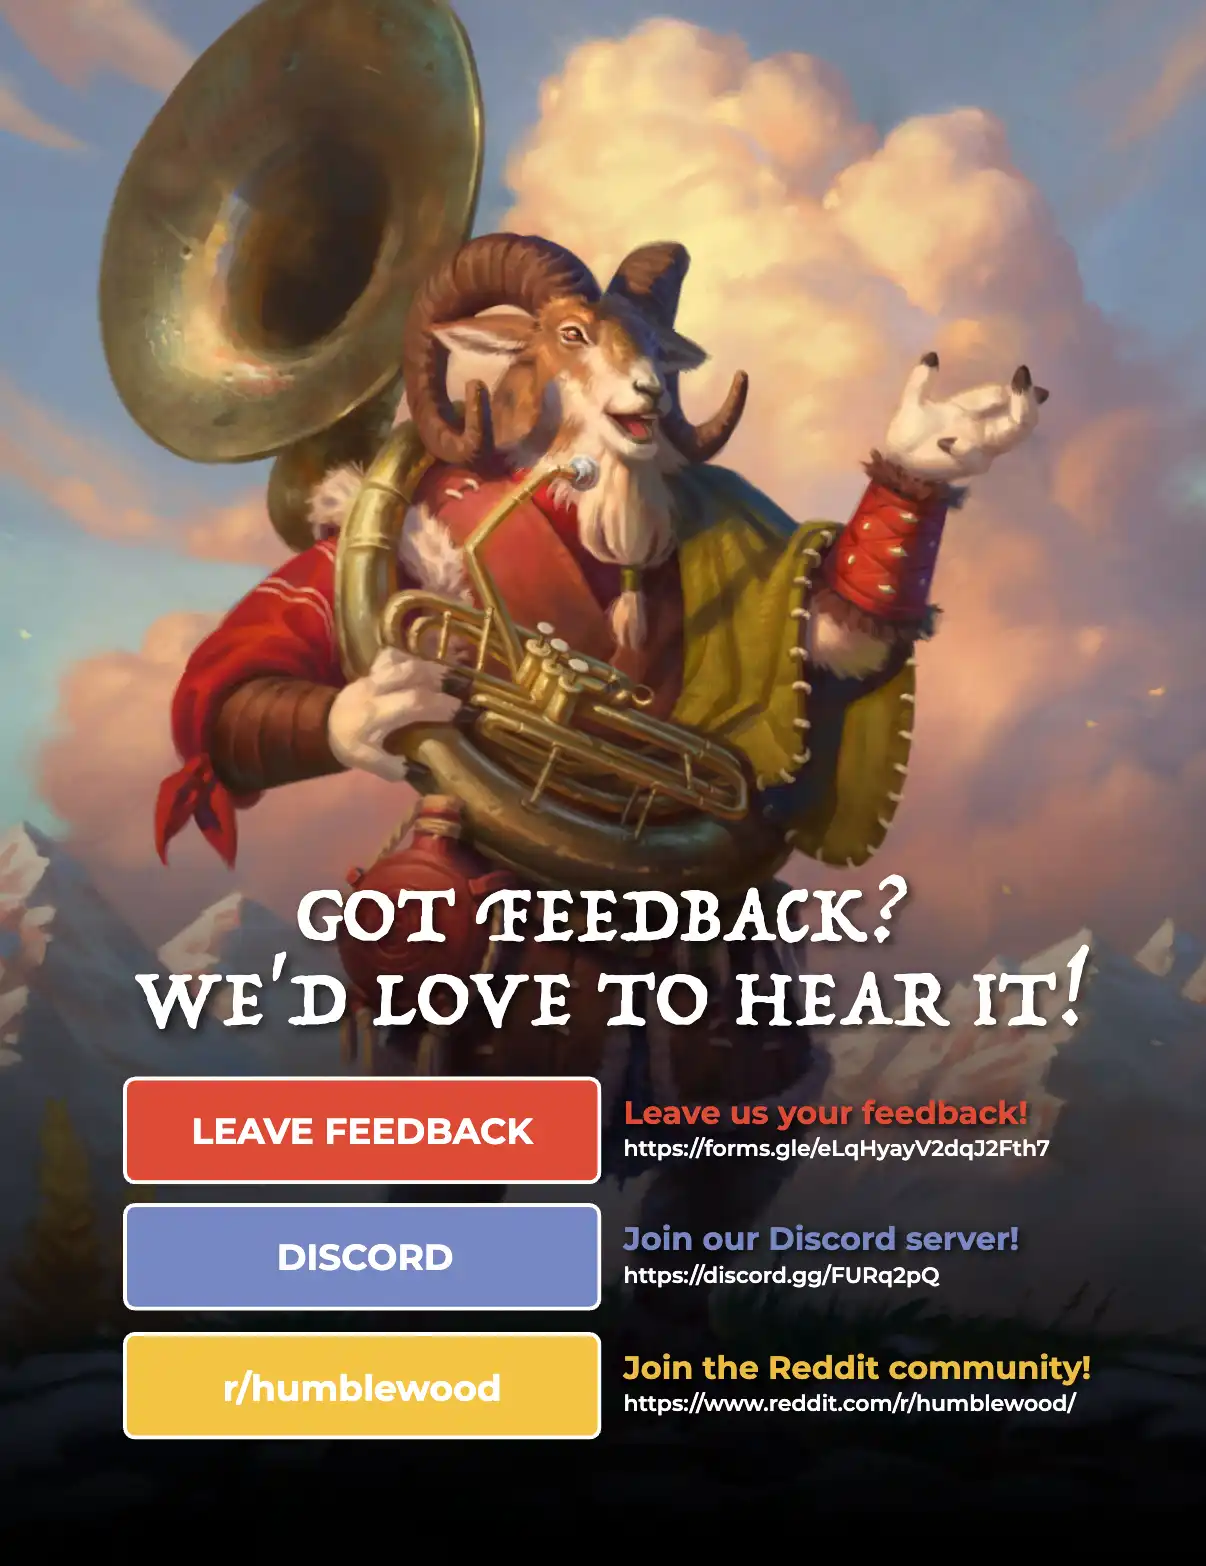 GOT FEEDBACK?
WE'D LOVE TO HEAR IT!
LEAVE FEEDBACK
Leave us your feedback!
https://forms.gle/eLqHyayV2dqJ2Fth7
DISCORD
Join our Discord server!
https://discord.gg/FURq2pQ
r/humblewood
Join the Reddit community!
https://www.reddit.com/r/humblewood/